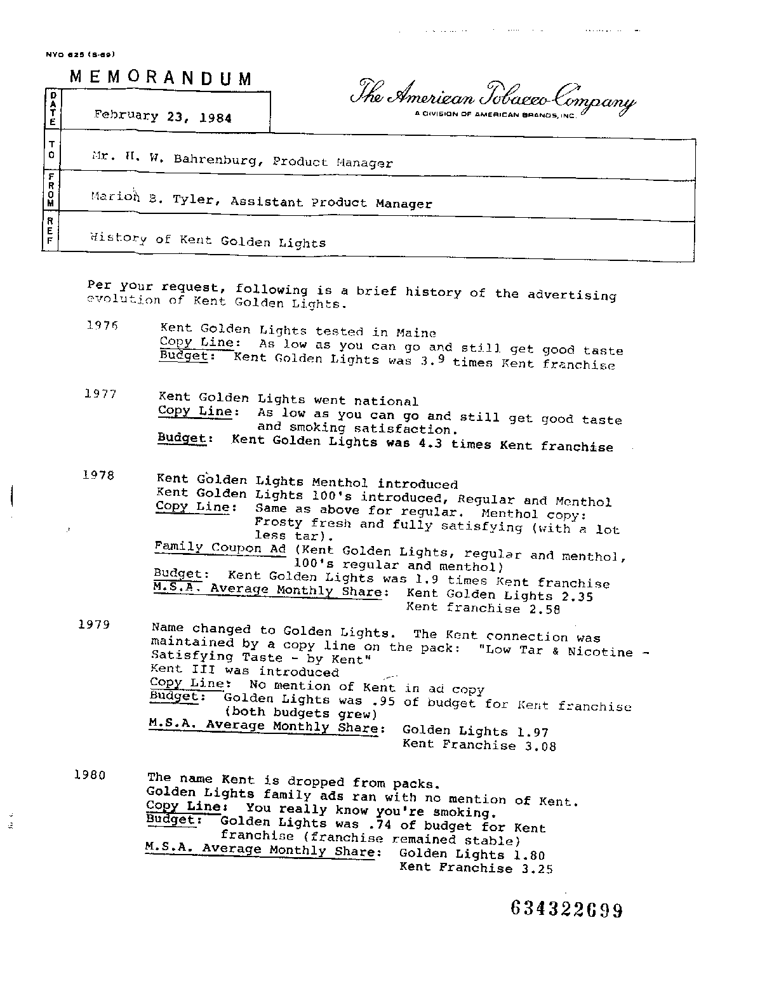 NYO 625 (8-69)
MEMORANDUM
The American Tobacco Company
A DIVISION OF AMERICAN BRANDS, INC.
DATE
February 23, 1984
TO
Mr. H. W. Bahrenburg, Product Manager
FROM
Marion B. Tyler, Assistant Product Manager
REF
History of Kent Golden Lights
Per your request, following is a brief history of the advertising
evolution of Kent Golden Lights.
1976 Kent Golden Lights tested in Maine
Copy Line: As low as you can go and still get good taste
Budget: Kent Golden Lights was 3.9 times Kent franchise
1977 Kent Golden Lights went national
Copy Line: As low as you can go and still get good taste
and smoking satisfaction.
Budget: Kent Golden Lights was 4.3 times Kent franchise
1978 Kent Golden Lights Menthol introduced
Kent Golden Lights 100's introduced, Regular and Menthol
Copy Line: Same as above for regular. Menthol copy:
Frosty fresh and fully satisfying (with a lot
less tar).
Family Coupon Ad (Kent Golden Lights, regular and menthol,
100's regular and menthol)
Budget: Kent Golden Lights was 1.9 times Kent franchise
M.S.A. Average Monthly Share: Kent Golden Lights 2.35
Kent franchise 2.58
1979 Name changed to Golden Lights. The Kent connection was
maintained by a copy line on the pack: "Low Tar & Nicotine -
Satisfying Taste - by Kent"
Kent III was introduced
Copy Line: No mention of Kent in ad copy
Budget: Golden Lights was .95 of budget for Kent franchise
(both budgets grew)
M.S.A. Average Monthly Share: Golden Lights 1.97
Kent Franchise 3.08
1980 The name Kent is dropped from packs.
Golden Lights family ads ran with no mention of Kent.
Copy Line: You really know you're smoking.
Budget: Golden Lights was .74 of budget for Kent
franchise (franchise remained stable)
M.S.A. Average Monthly Share: Golden Lights 1.80
Kent Franchise 3.25
634322699